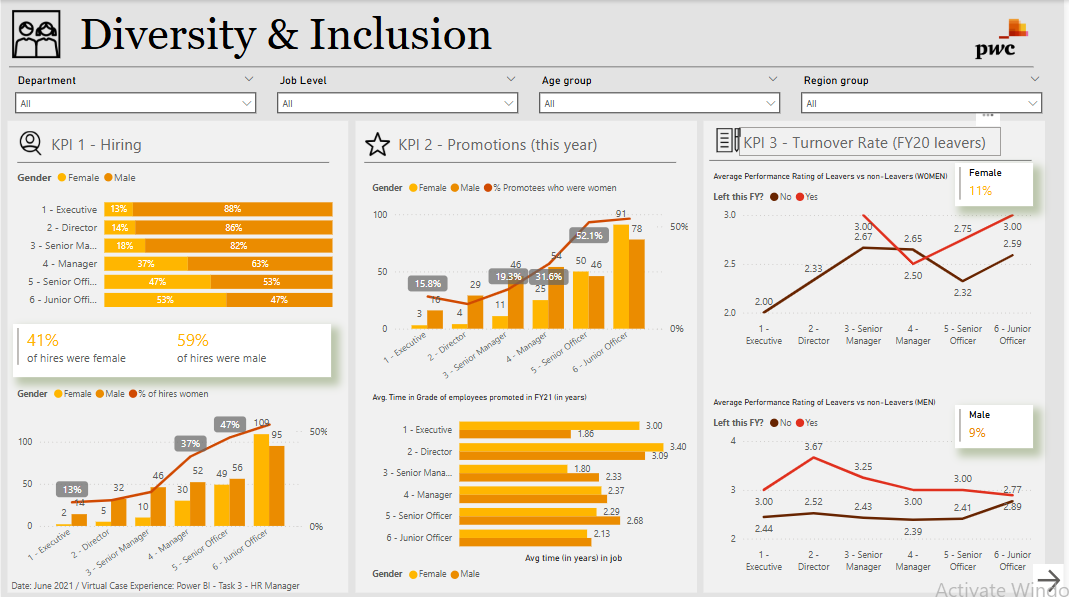 Diversity & Inclusion
pwc
Department
Job Level
Age group
Region group
All
All
All
All
KPI 1 - Hiring
Gender Female Male
1 - Executive 13% 88%
2 - Director 14% 86%
3 - Senior Ma... 18% 82%
4 - Manager 37% 63%
5 - Senior Offi... 47% 53%
6 - Junior Offi... 53% 47%
41% 59%
of hires were female of hires were male
Gender Female Male % of hires women
100 50 0
50% 0%
13% 37% 47%
2 14 5 32 10 46 30 52 49 56 109 95
1 - Executive
2 - Director
3 - Senior Manager
4 - Manager
5 - Senior Officer
6 - Junior Officer
Date: June 2021 / Virtual Case Experience: Power BI - Task 3 - HR Manager
KPI 2 - Promotions (this year)
Gender Female Male % Promotees who were women
100 50 0
50% 0%
15.8% 19.3% 31.6% 52.1%
3 16 4 29 11 46 25 54 50 46 91 78
1 - Executive
2 - Director
3 - Senior Manager
4 - Manager
5 - Senior Officer
6 - Junior Officer
Avg. Time in Grade of employees promoted in FY21 (in years)
1 - Executive 3.00 1.86
2 - Director 3.40 3.09
3 - Senior Mana... 1.80 2.33
4 - Manager 2.37
5 - Senior Officer 2.29 2.68
6 - Junior Officer 2.13
Avg time (in years) in job
Gender Female Male
KPI 3 - Turnover Rate (FY20 leavers)
Average Performance Rating of Leavers vs non-Leavers (WOMEN)
Female
11%
Left this FY? No Yes
3.0 2.5 2.0
2.00 2.33 3.00 2.67 2.65 2.50 2.75 2.32 3.00 2.59
1 - Executive
2 - Director
3 - Senior Manager
4 - Manager
5 - Senior Officer
6 - Junior Officer
Average Performance Rating of Leavers vs non-Leavers (MEN)
Male
9%
Left this FY? No Yes
4 3 2
3.00 2.44 3.67 2.52 3.25 2.43 3.00 2.39 3.00 2.41 2.77 2.89
1 - Executive
2 - Director
3 - Senior Manager
4 - Manager
5 - Senior Officer
6 - Junior Officer
Activate Windo